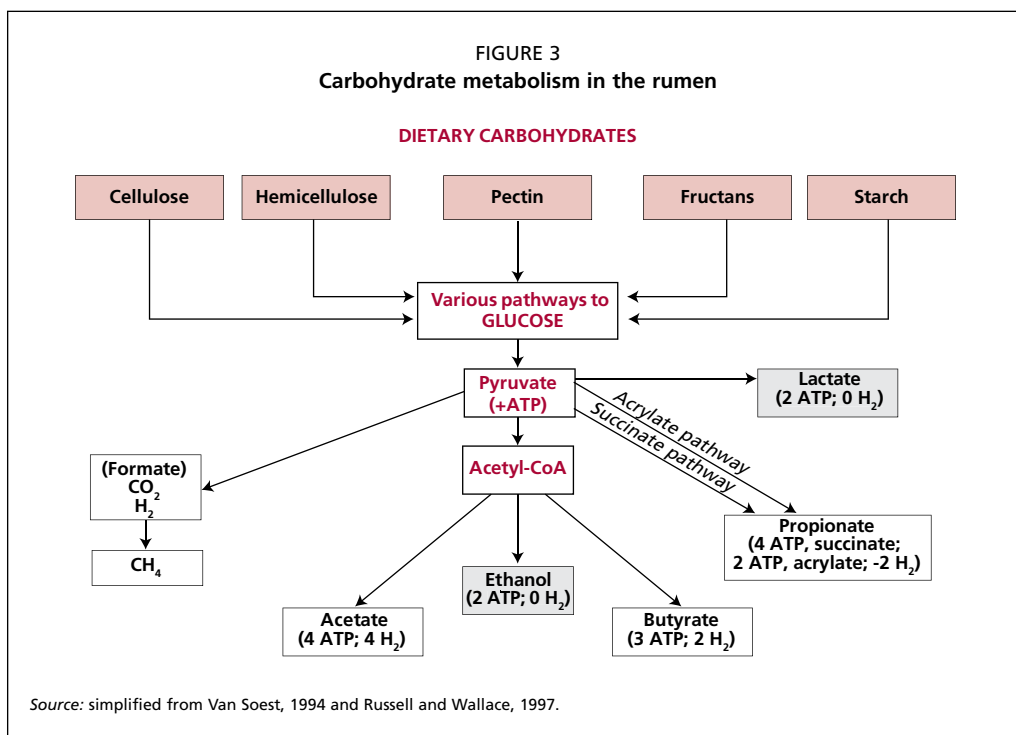 FIGURE 3
Carbohydrate metabolism in the rumen
DIETARY CARBOHYDRATES
Cellulose
Hemicellulose
Pectin
Fructans
Starch
Various pathways to
GLUCOSE
Pyruvate
(+ATP)
Lactate
(2 ATP; 0 H₂)
Acrylate pathway
Succinate pathway
Acetyl-CoA
(Formate)
CO₂
H₂
CH₄
Propionate
(4 ATP, succinate;
2 ATP, acrylate; -2 H₂)
Ethanol
(2 ATP; 0 H₂)
Acetate
(4 ATP; 4 H₂)
Butyrate
(3 ATP; 2 H₂)
Source: simplified from Van Soest, 1994 and Russell and Wallace, 1997.